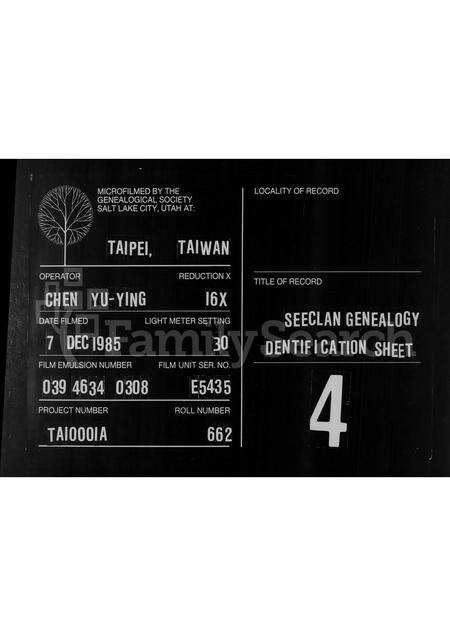 MICROFILMED BY THE
GENEALOGICAL SOCIETY
SALT LAKE CITY, UTAH AT:
TAIPEI, TAIWAN
OPERATOR REDUCTION X
CHEN YU-YING 16X
DATE FILMED LIGHT METER SETTING
7 DEC 1985 30
FILM EMULSION NUMBER FILM UNIT SER. NO.
039 4634 0308 E5435
PROJECT NUMBER ROLL NUMBER
TAI0001A 662
LOCALITY OF RECORD
TITLE OF RECORD
SEECLAN GENEALOGY
DENTIFICATION SHEET
4
FamilySearch